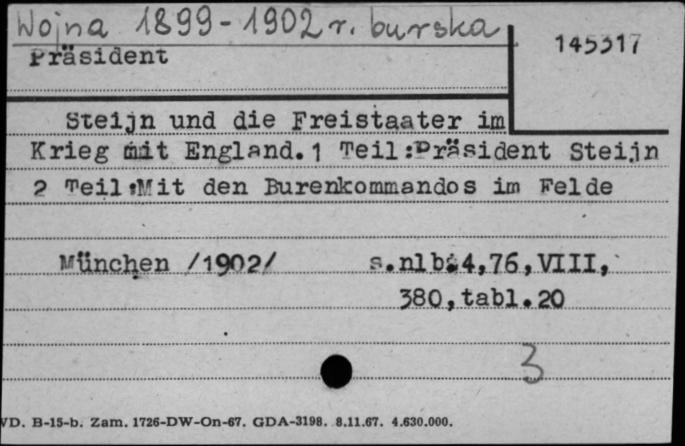 Wojna 1899-1902 r. burska
145317
Präsident
Steijn und die Freistaater im
Krieg mit England. 1 Teil:Präsident Steijn
2 Teil:Mit den Burenkommandos im Felde
München /1902/ s.nlb:4,76,VIII,
380,tabl.20
3
VD. B-15-b. Zam. 1726-DW-On-67. GDA-3198. 8.11.67. 4.630.000.